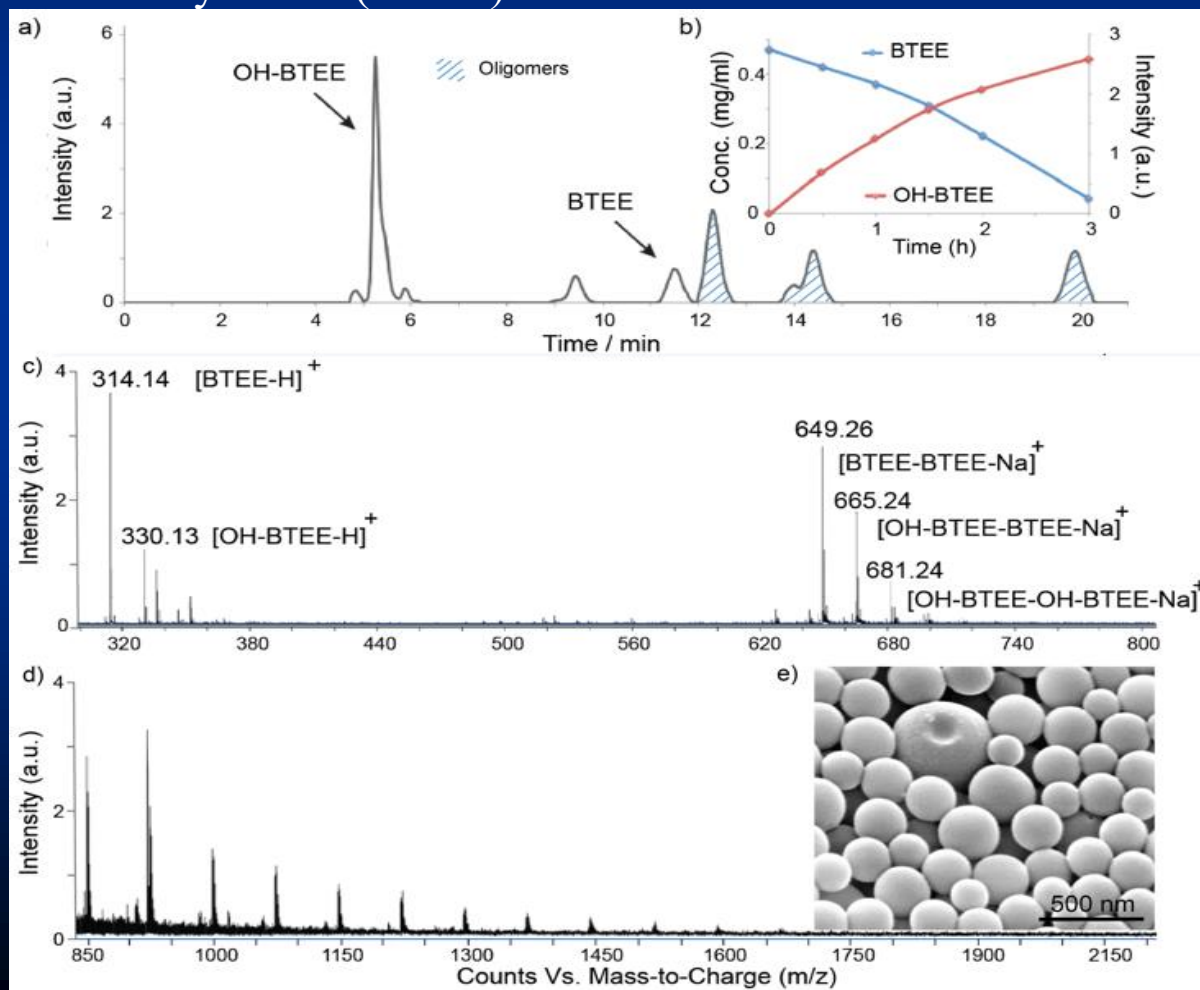 a)
6
4
2
0
Intensity (a.u.)
OH-BTEE
Oligomers
BTEE
0 2 4 6 8 10 12 14 16 18 20
Time / min
b)
0.4
0.2
0
Conc. (mg/ml)
BTEE
OH-BTEE
3
2
1
0
Intensity (a.u.)
0 1 2 3
Time (h)
c)
4
2
0
Intensity (a.u.)
314.14 [BTEE-H]+
330.13 [OH-BTEE-H]+
649.26
[BTEE-BTEE-Na]+
665.24
[OH-BTEE-BTEE-Na]+
681.24
[OH-BTEE-OH-BTEE-Na]+
320 380 440 500 560 620 680 740 800
d)
4
2
0
Intensity (a.u.)
850 1000 1150 1300 1450 1600 1750 1900 2150
Counts Vs. Mass-to-Charge (m/z)
e)
500 nm